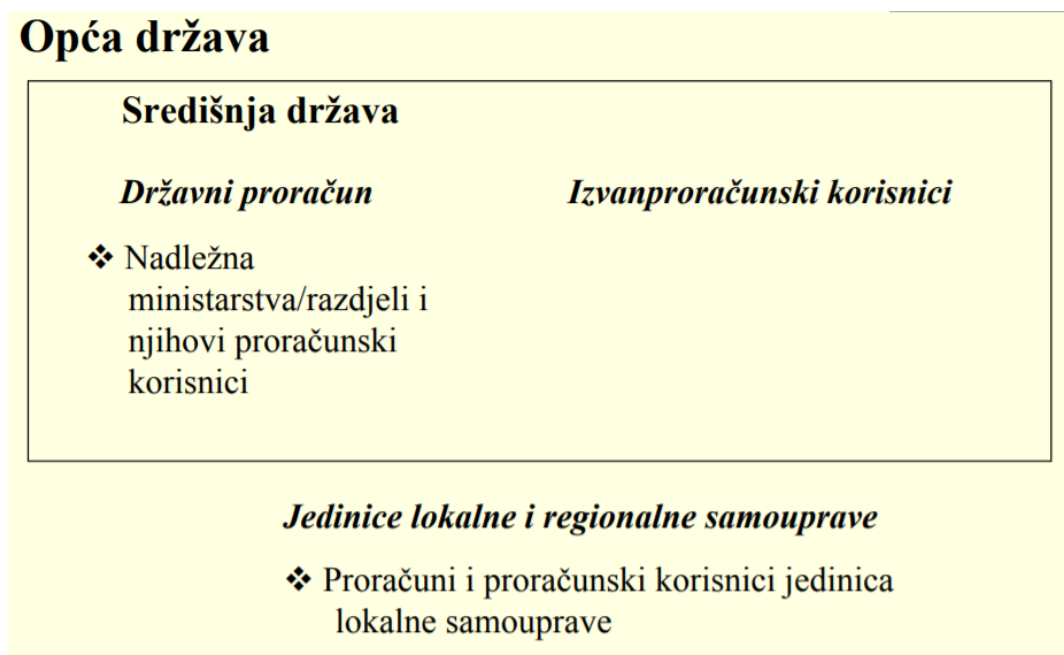 Opća država
Središnja država
Državni proračun
Izvanproračunski korisnici
❖ Nadležna
ministarstva/razdjeli i
njihovi proračunski
korisnici
Jedinice lokalne i regionalne samouprave
❖ Proračuni i proračunski korisnici jedinica
lokalne samouprave